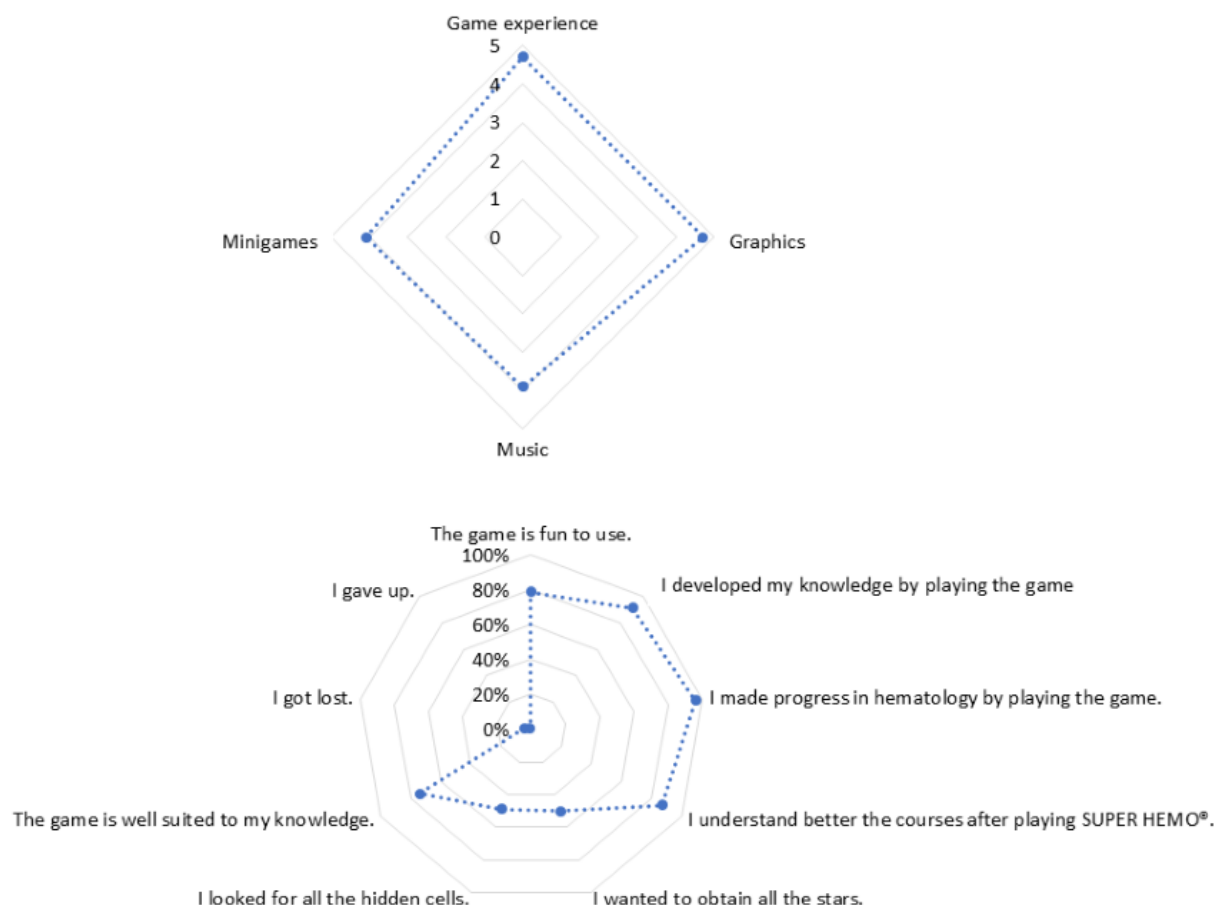 Game experience
5
4
3
2
1
0
Minigames
Graphics
Music
The game is fun to use.
100%
I developed my knowledge by playing the game
I gave up.
80%
60%
40%
I got lost.
I made progress in hematology by playing the game.
20%
0%
The game is well suited to my knowledge.
I understand better the courses after playing SUPER HEMO®.
I looked for all the hidden cells.
I wanted to obtain all the stars.